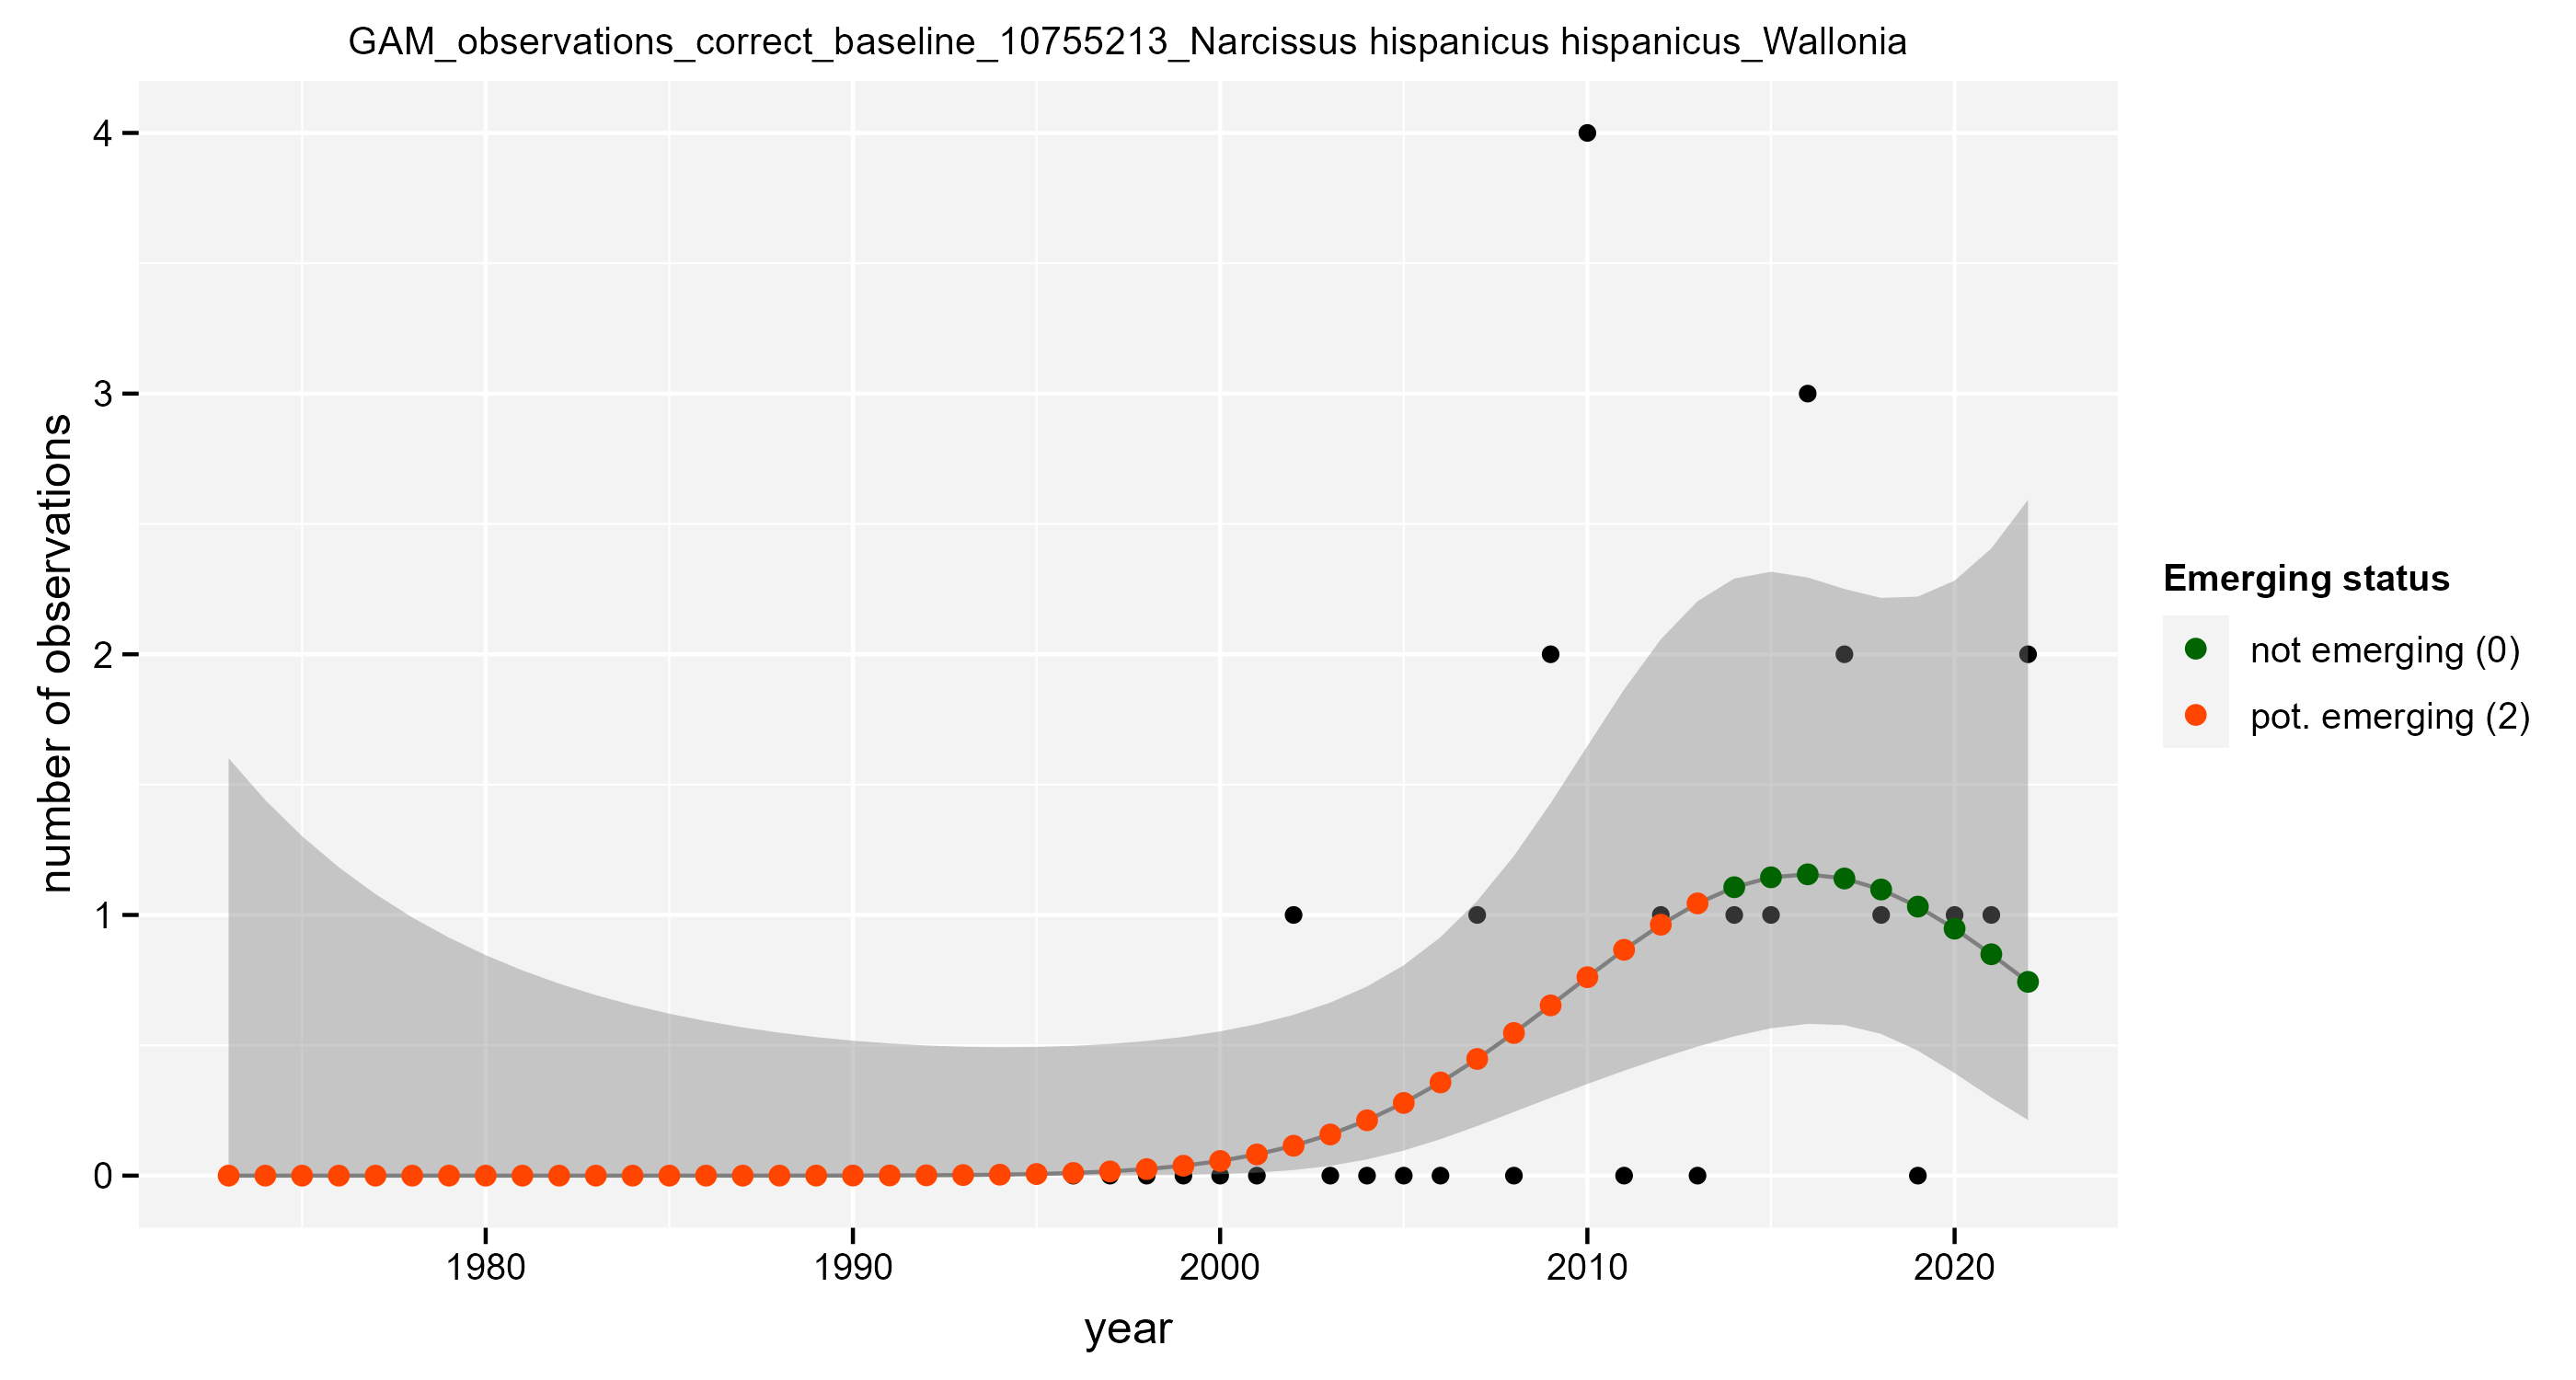 GAM_observations_correct_baseline_10755213_Narcissus hispanicus hispanicus_Wallonia
number of observations
4
3
2
1
0
1980
1990
2000
2010
2020
year
Emerging status
not emerging (0)
pot. emerging (2)